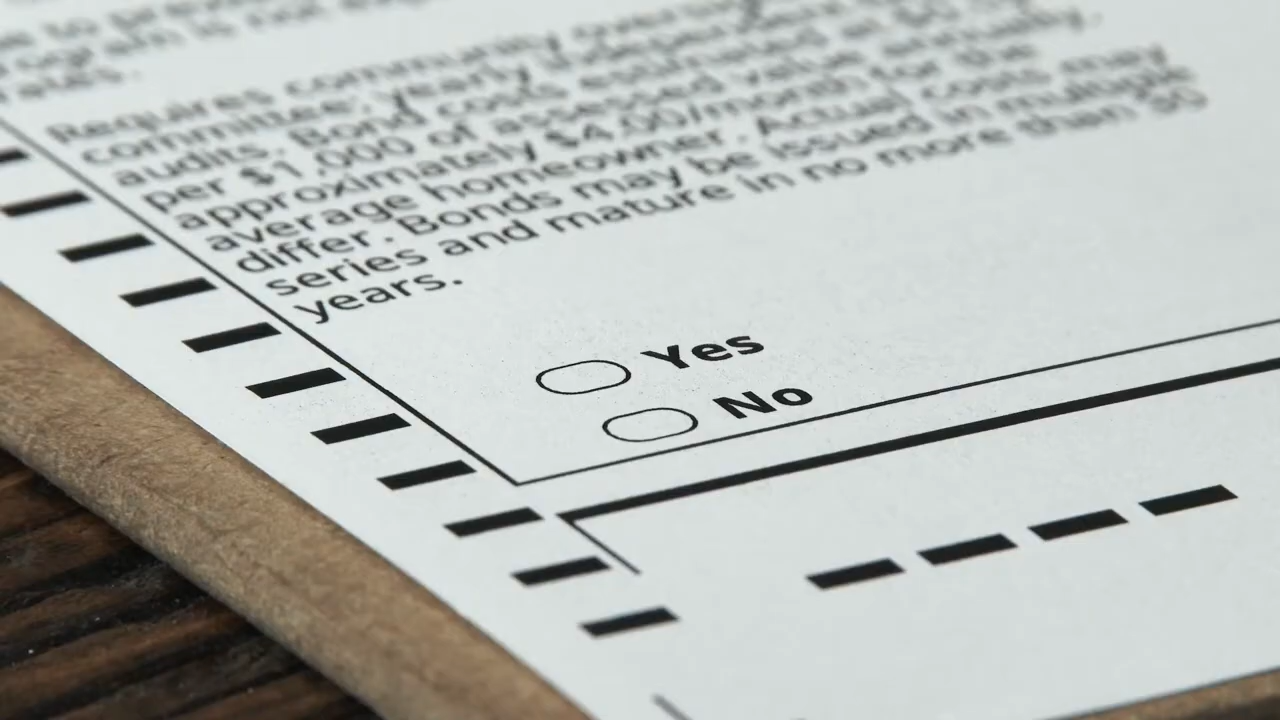 Requires community oversight
committee, yearly independent
audits. Bond costs estimated at
per $1,000 of assessed value annually,
approximately $4.00/month for the
average homeowner. Actual costs may
differ. Bonds may be issued in multiple
series and mature in no more than 30
years.
Yes
No